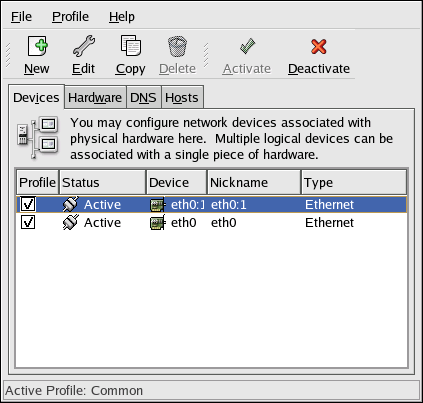 File Profile Help
New Edit Copy Delete Activate Deactivate
Devices Hardware DNS Hosts
You may configure network devices associated with
physical hardware here. Multiple logical devices can be
associated with a single piece of hardware.
Profile Status Device Nickname Type
Active eth0:1 eth0:1 Ethernet
Active eth0 eth0 Ethernet
Active Profile: Common